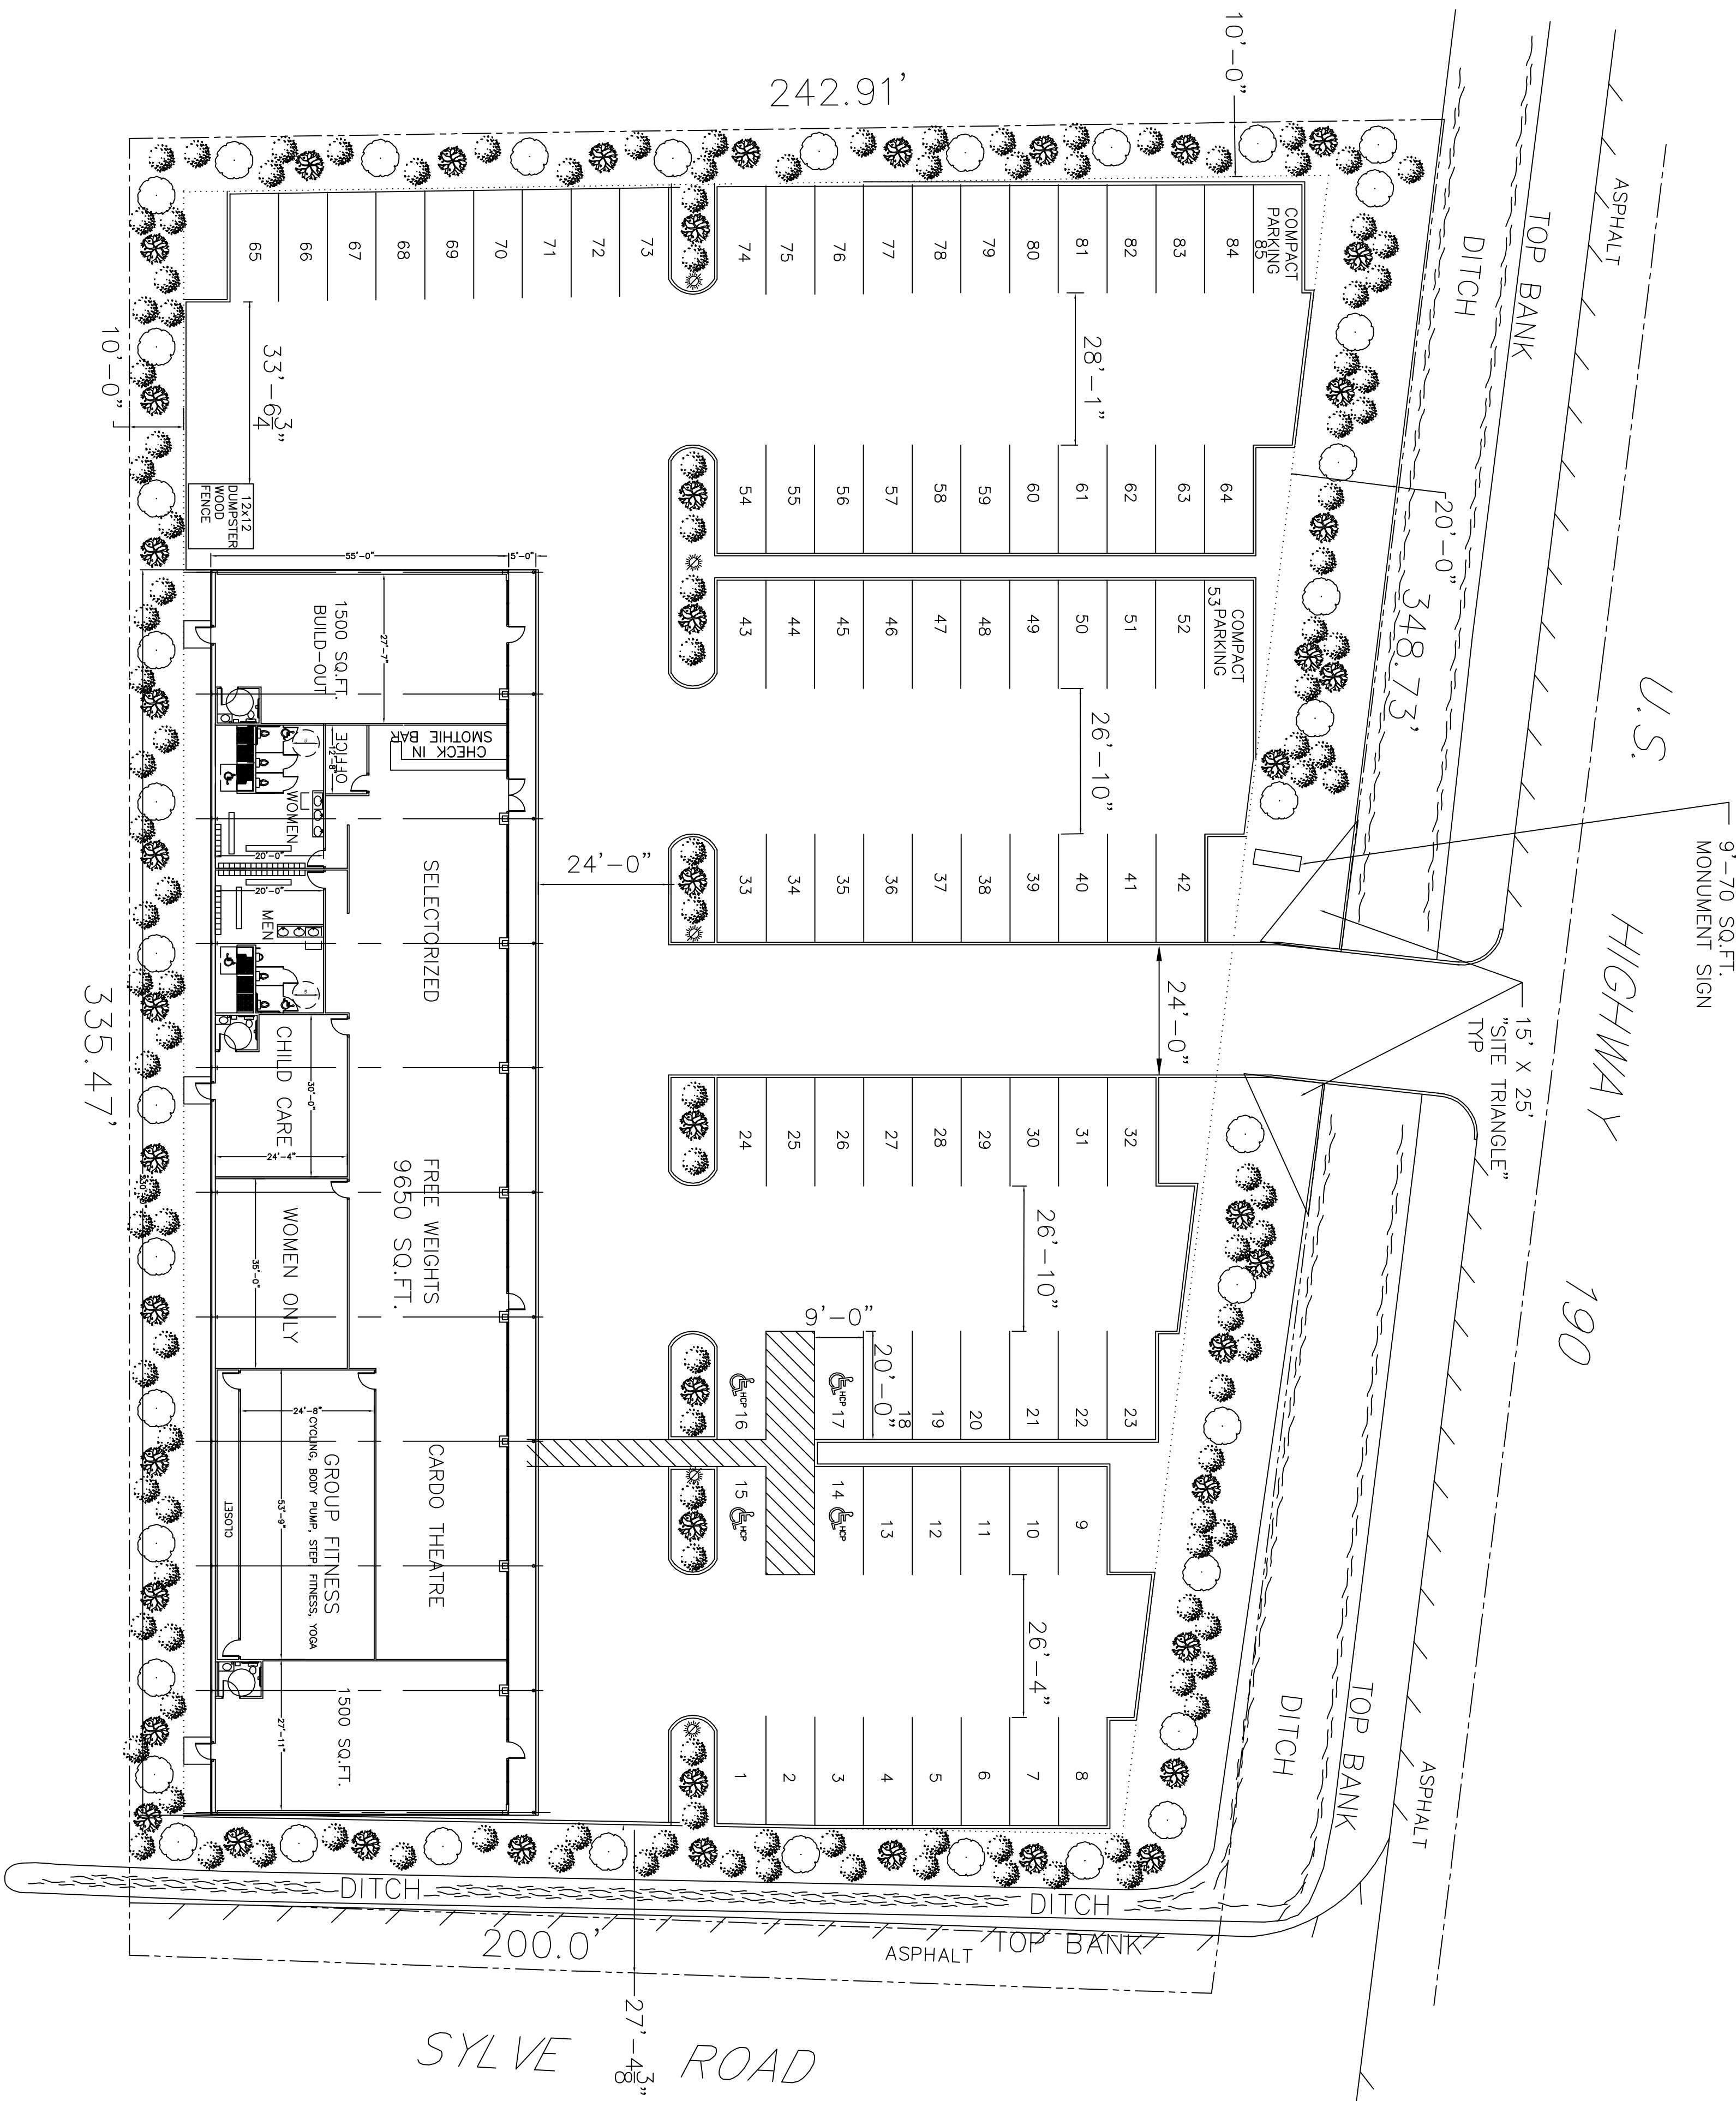 242.91'
10'-0"
U.S.
HIGHWAY
190
ASPHALT
TOP BANK
DITCH
348.73'
20'-0"
9'-70 SQ.FT.
MONUMENT SIGN
15' X 25'
"SITE TRIANGLE"
TYP
DITCH
TOP BANK
ASPHALT
COMPACT
PARKING
85
84
83
82
81
80
79
78
77
76
75
74
73
72
71
70
69
68
67
66
65
28'-1"
33'-6 3/4"
10'-0"
12x12
DUMPSTER
WOOD
FENCE
64
63
62
61
60
59
58
57
56
55
54
COMPACT
53 PARKING
52
51
50
49
48
47
46
45
44
43
26'-10"
42
41
40
39
38
37
36
35
34
33
24'-0"
24'-0"
32
31
30
29
28
27
26
25
24
26'-10"
9'-0"
20'-0"
23
22
21
20
19
18
HCP 17
HCP 16
9
10
11
12
13
14 HCP
15 HCP
26'-4"
8
7
6
5
4
3
2
1
55'-0"
5'-0"
27'-7"
1500 SQ.FT.
BUILD-OUT
CHECK IN
SMOTHIE BAR
OFFICE
12'-8"
WOMEN
20'-0"
20'-0"
MEN
SELECTORIZED
CHILD CARE
30'-0"
24'-4"
FREE WEIGHTS
9650 SQ.FT.
WOMEN ONLY
35'-0"
CARDO THEATRE
GROUP FITNESS
CYCLING, BODY PUMP, STEP FITNESS, YOGA
24'-8"
53'-9"
CLOSET
1500 SQ.FT.
27'-11"
335.47'
DITCH
DITCH
200.0'
ASPHALT
TOP BANK
27'-4 3/8"
SYLVE ROAD